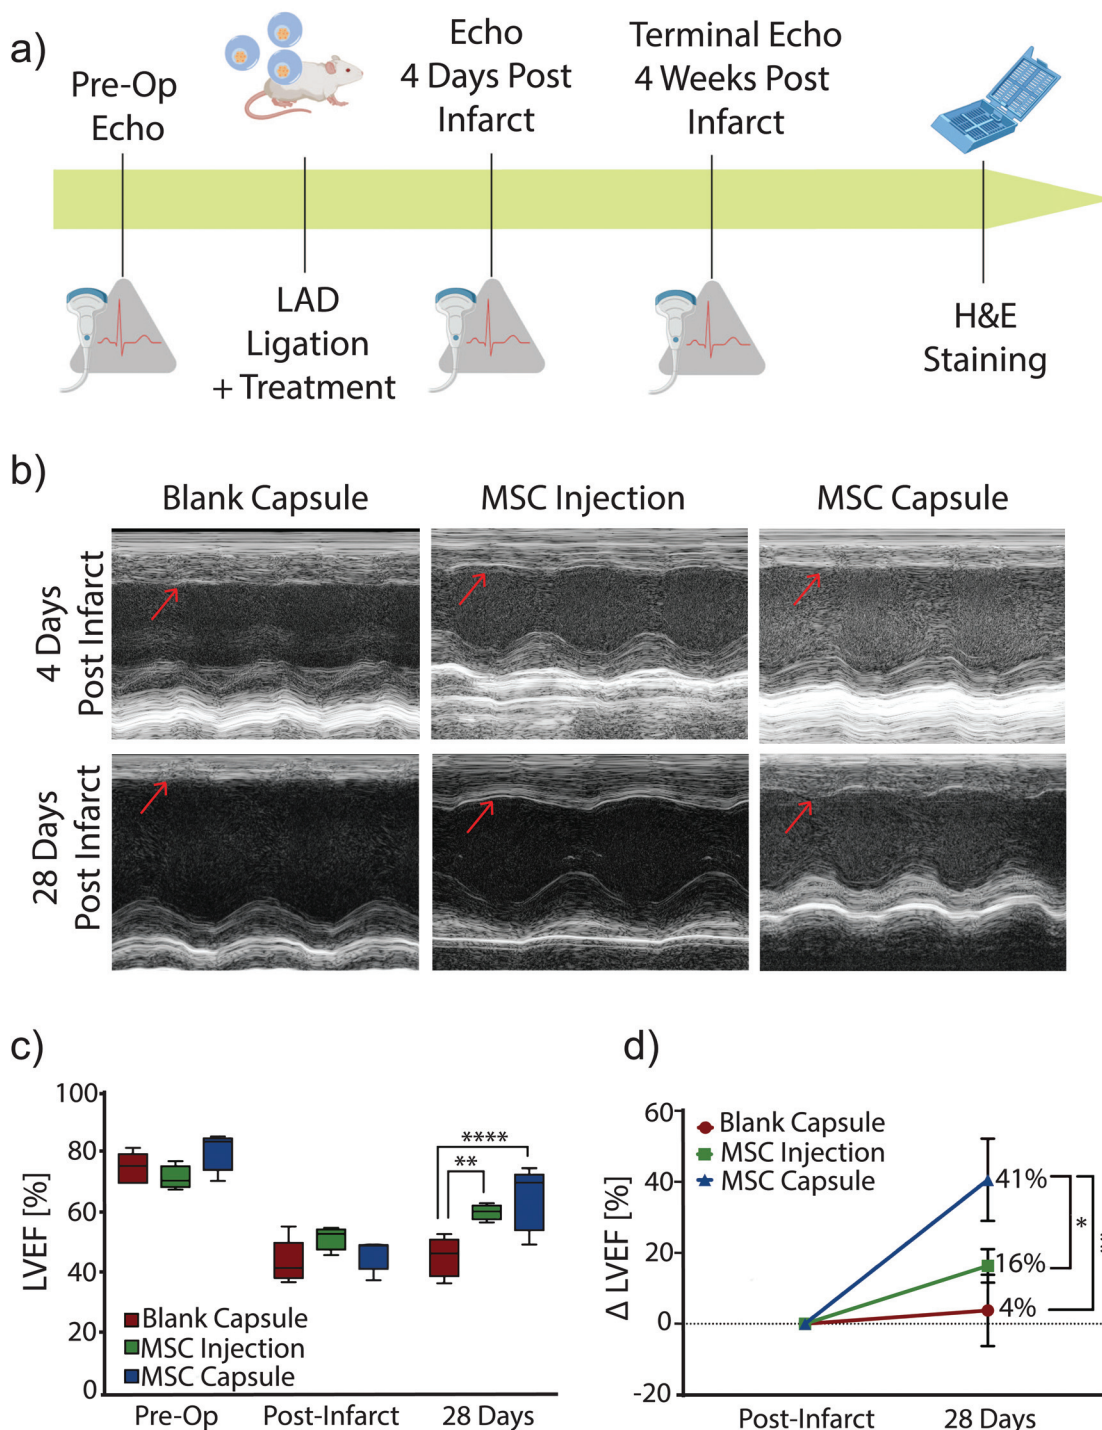 a)
Pre-Op
Echo
LAD
Ligation
+ Treatment
Echo
4 Days Post
Infarct
Terminal Echo
4 Weeks Post
Infarct
H&E
Staining
b)
Blank Capsule
MSC Injection
MSC Capsule
4 Days
Post Infarct
28 Days
Post Infarct
c)
LVEF [%]
100
80
60
40
20
0
****
**
Blank Capsule
MSC Injection
MSC Capsule
Pre-Op
Post-Infarct
28 Days
d)
Δ LVEF [%]
60
40
20
0
-20
Blank Capsule
MSC Injection
MSC Capsule
41%
16%
4%
*
Post-Infarct
28 Days